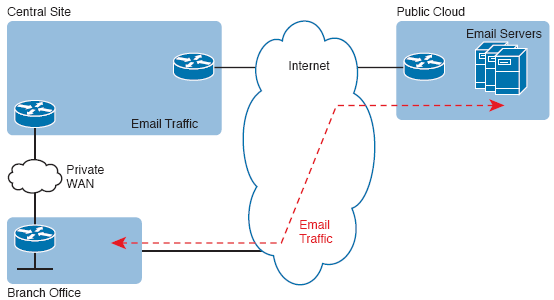 Central Site
Public Cloud
Email Servers
Internet
Email Traffic
Private
WAN
Email
Traffic
Branch Office